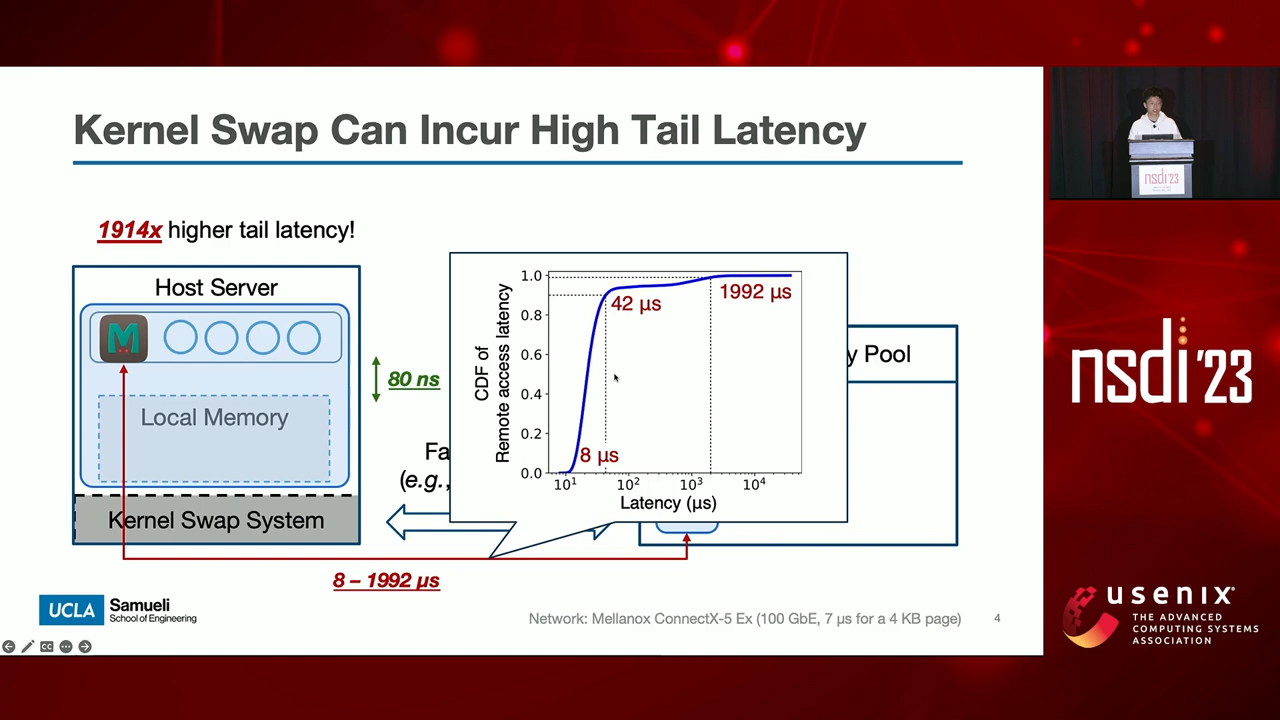 Kernel Swap Can Incur High Tail Latency
1914x higher tail latency!
Host Server
M
Local Memory
Kernel Swap System
80 ns
Fa
(e.g.,
y Pool
CDF of
Remote access latency
1.0
0.8
0.6
0.4
0.2
0.0
42 µs
1992 µs
8 µs
10¹
10²
10³
10⁴
Latency (µs)
8 – 1992 µs
UCLA
Samueli
School of Engineering
Network: Mellanox ConnectX-5 Ex (100 GbE, 7 µs for a 4 KB page)
4
CC
nsdi'23
nsdi '23
usenix
THE ADVANCED
COMPUTING SYSTEMS
ASSOCIATION